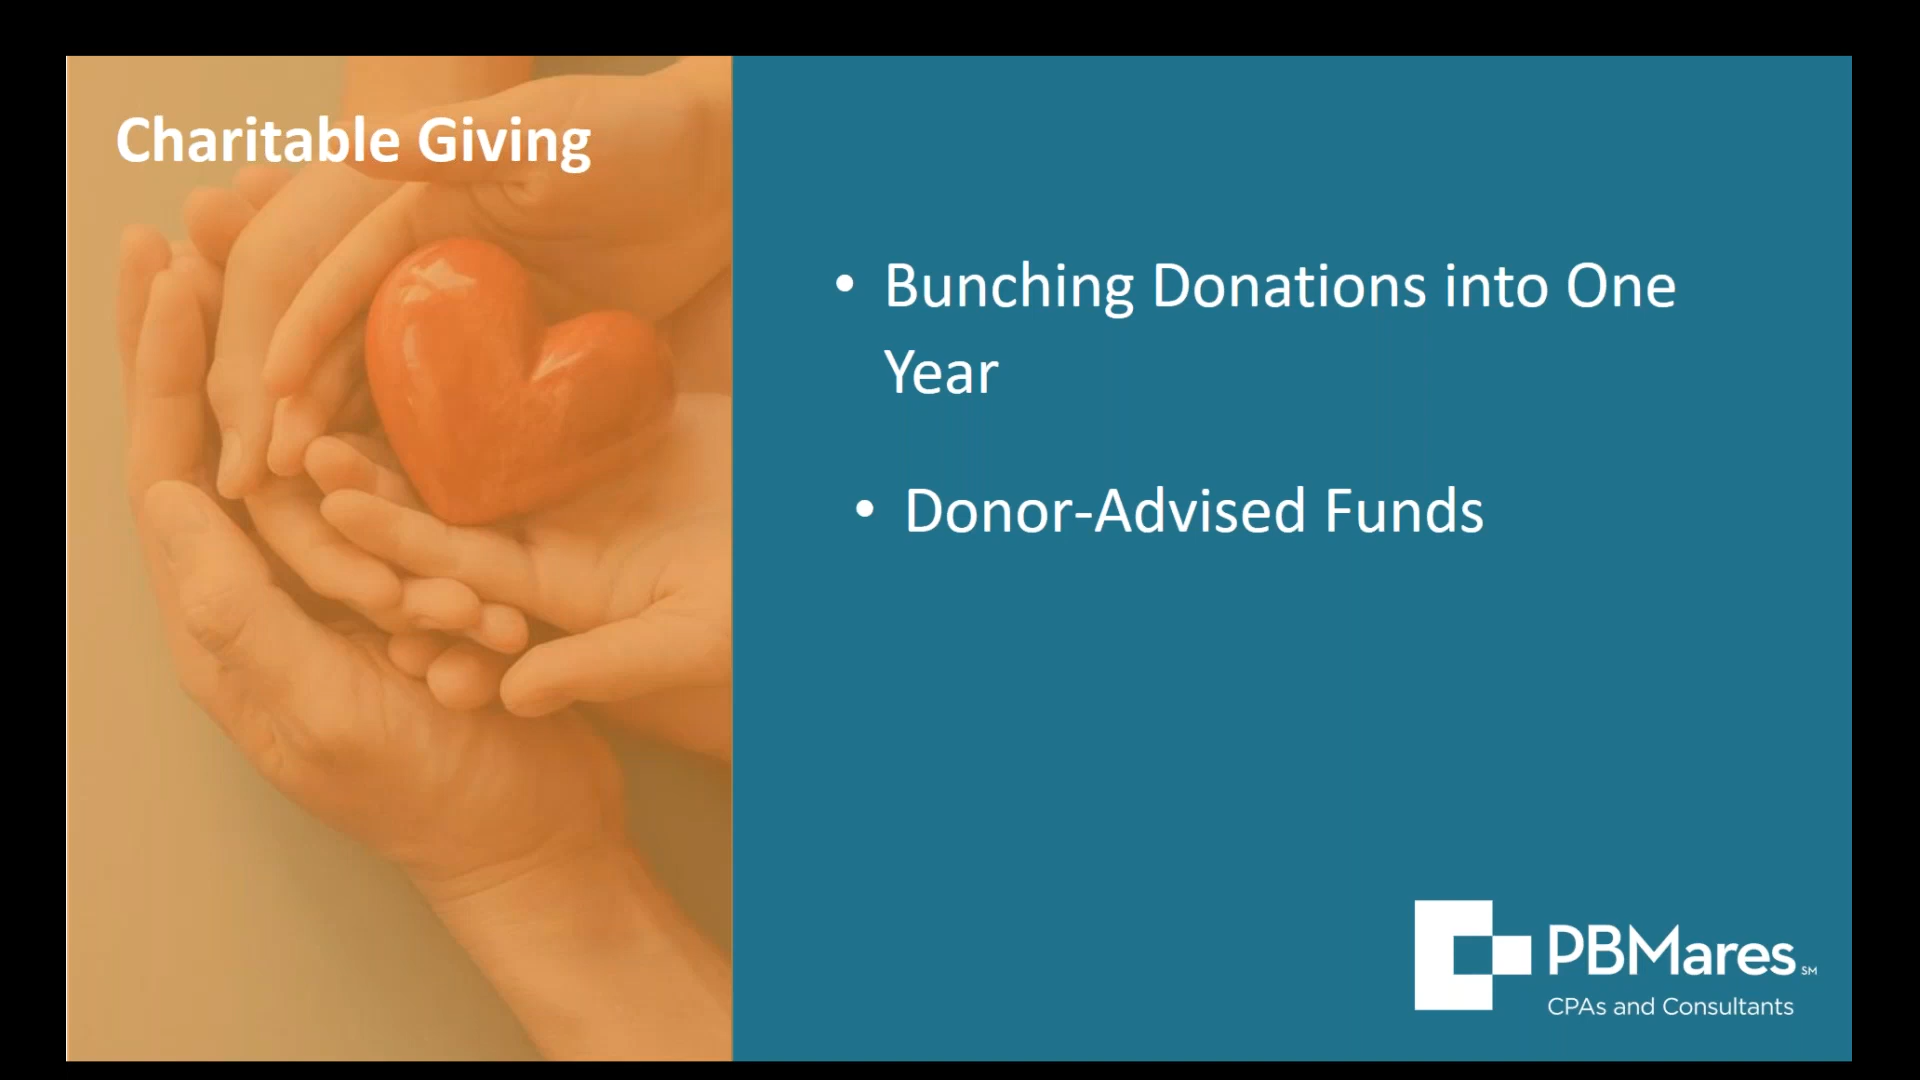 Charitable Giving
• Bunching Donations into One
Year
• Donor-Advised Funds
PBMares SM
CPAs and Consultants